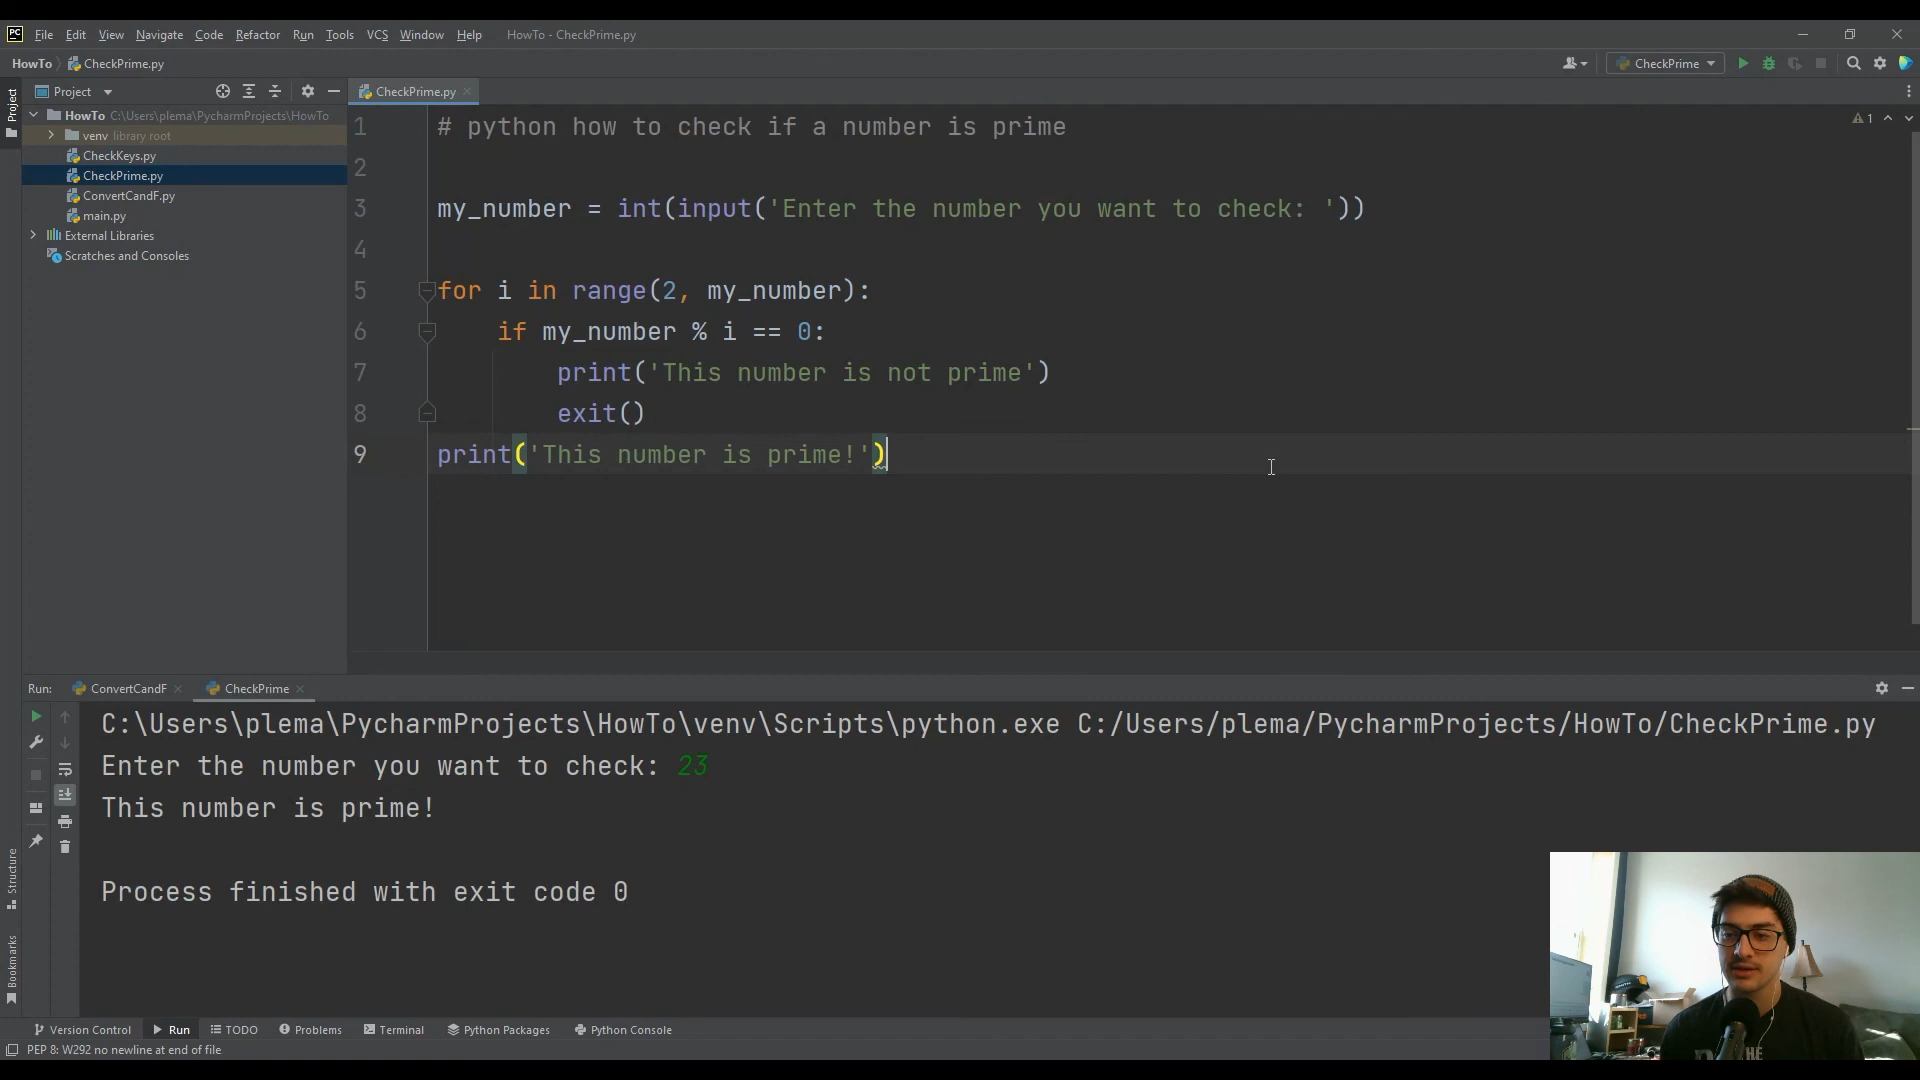 PC File Edit View Navigate Code Refactor Run Tools VCS Window Help HowTo - CheckPrime.py
HowTo CheckPrime.py CheckPrime
Project
Project
CheckPrime.py
HowTo C:\Users\plema\PycharmProjects\HowTo
venv library root
CheckKeys.py
CheckPrime.py
ConvertCandF.py
main.py
External Libraries
Scratches and Consoles
1 # python how to check if a number is prime
1
2
3 my_number = int(input('Enter the number you want to check: '))
4
5 for i in range(2, my_number):
6 if my_number % i == 0:
7 print('This number is not prime')
8 exit()
9 print('This number is prime!')
Run: ConvertCandF CheckPrime
C:\Users\plema\PycharmProjects\HowTo\venv\Scripts\python.exe C:/Users/plema/PycharmProjects/HowTo/CheckPrime.py
Enter the number you want to check: 23
This number is prime!
Process finished with exit code 0
Structure
Bookmarks
Version Control Run TODO Problems Terminal Python Packages Python Console
PEP 8: W292 no newline at end of file
THE